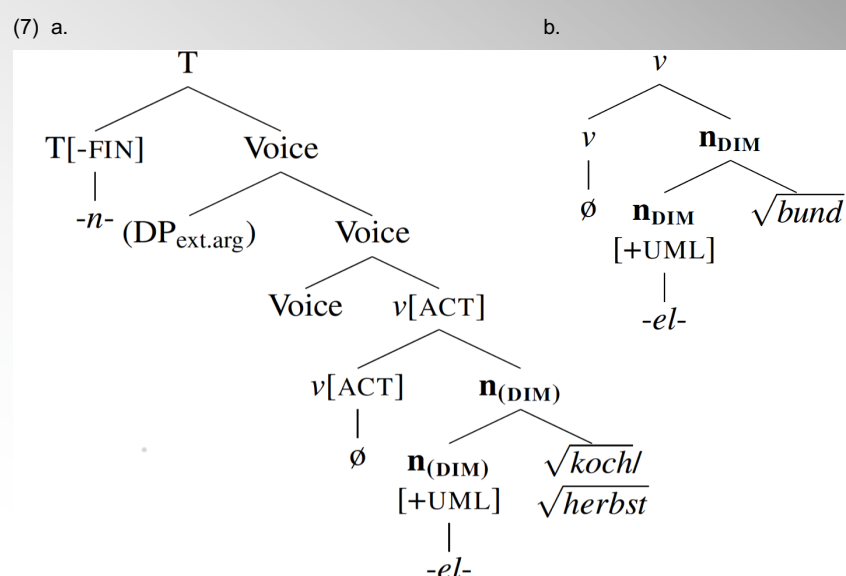 (7) a. b.
T v
T[-FIN] Voice v n_DIM
-n- (DP_ext.arg) Voice ø n_DIM √bund
[+UML]
Voice v[ACT] -el-
v[ACT] n_(DIM)
ø n_(DIM) √koch/
[+UML] √herbst
-el-